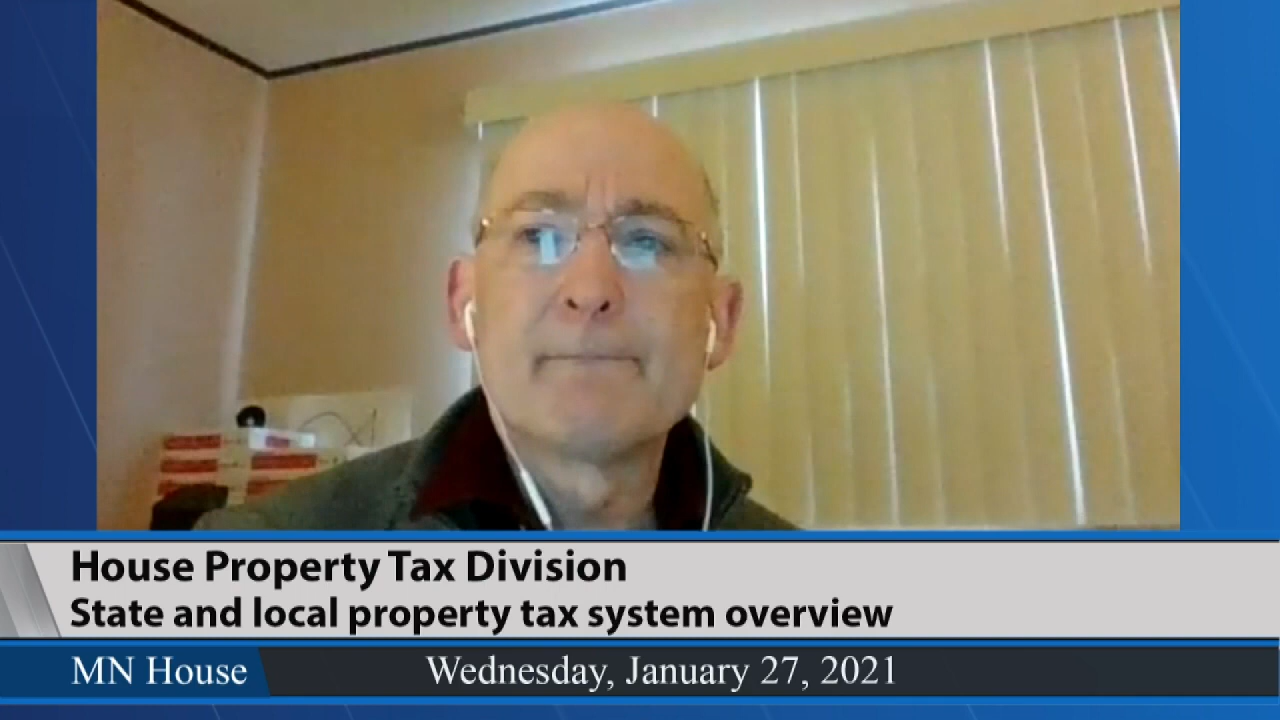 House Property Tax Division
State and local property tax system overview
MN House
Wednesday, January 27, 2021